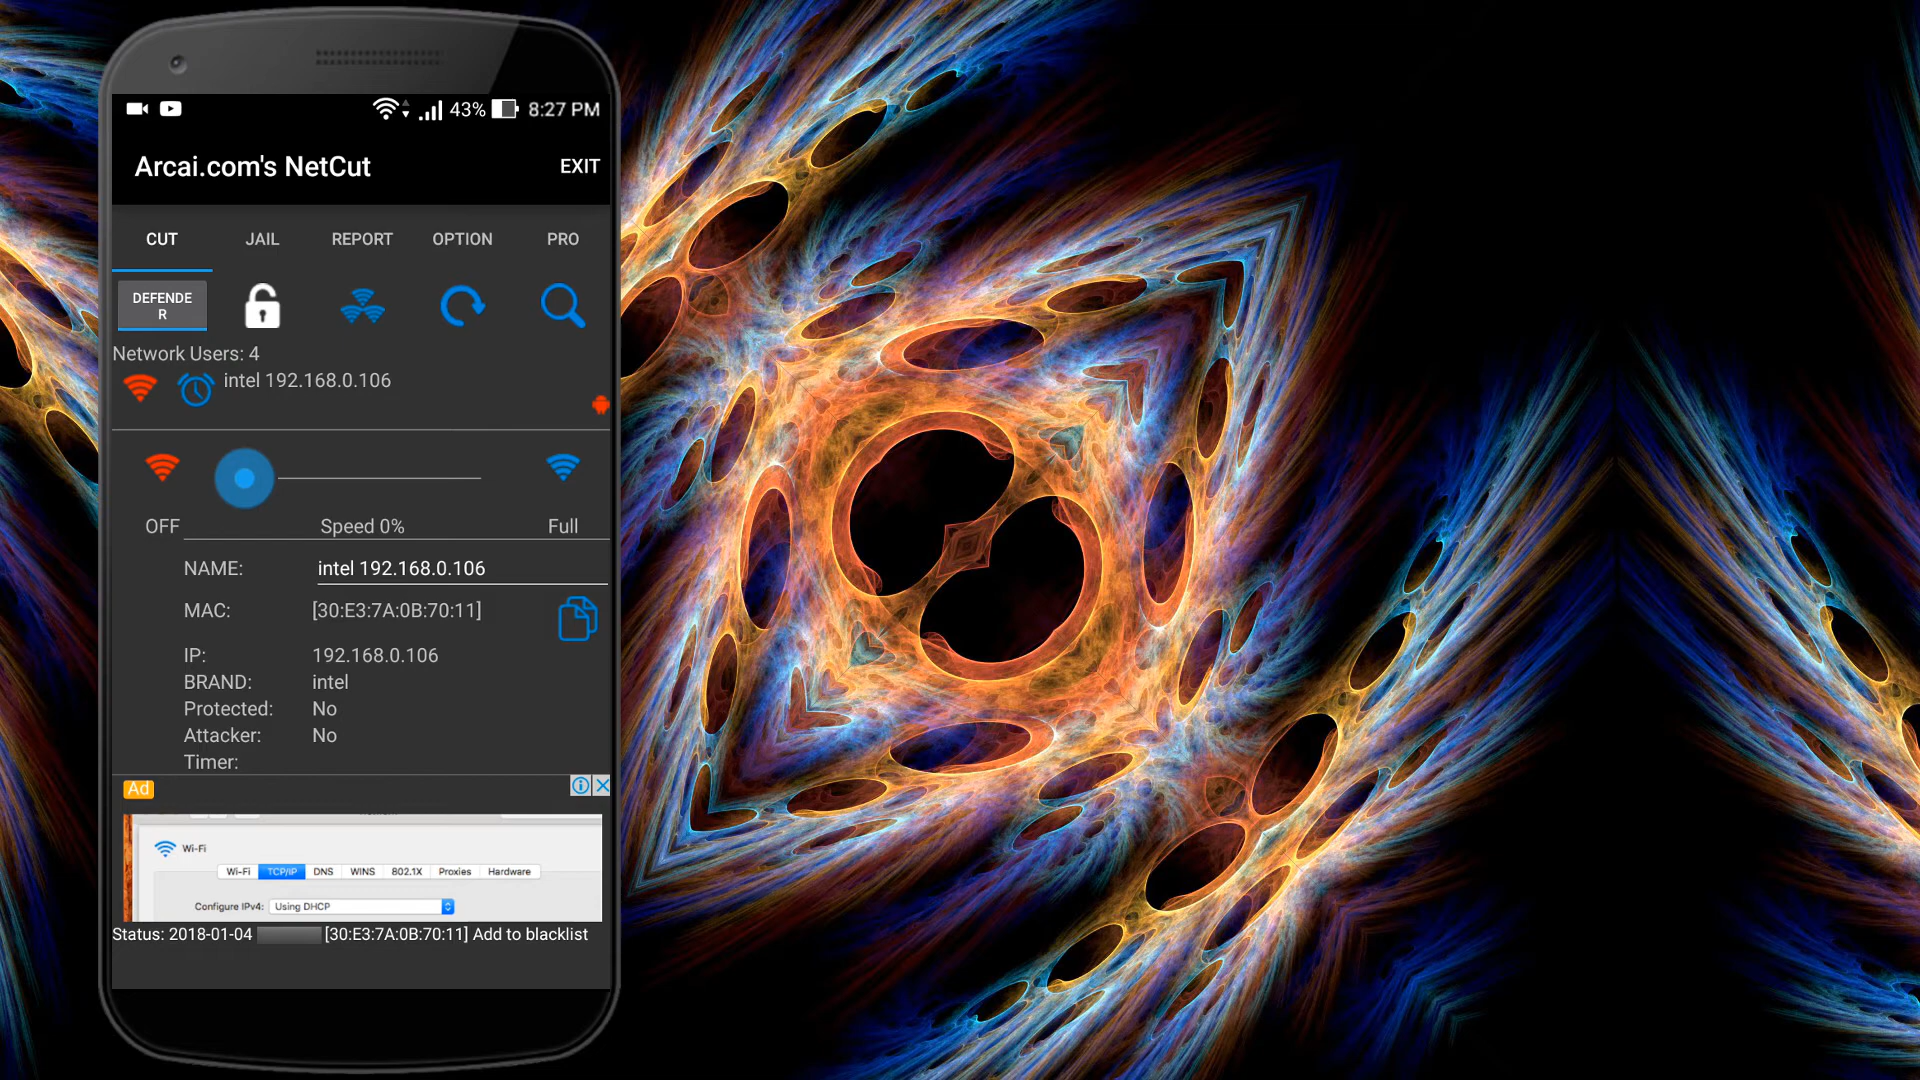 43% 8:27 PM
Arcai.com's NetCut EXIT
CUT JAIL REPORT OPTION PRO
DEFENDE
R
Network Users: 4
intel 192.168.0.106
OFF Speed 0% Full
NAME: intel 192.168.0.106
MAC: [30:E3:7A:0B:70:11]
IP: 192.168.0.106
BRAND: intel
Protected: No
Attacker: No
Timer:
Ad
Wi-Fi
Wi-Fi TCP/IP DNS WINS 802.1X Proxies Hardware
Configure IPv4: Using DHCP
Status: 2018-01-04 [30:E3:7A:0B:70:11] Add to blacklist